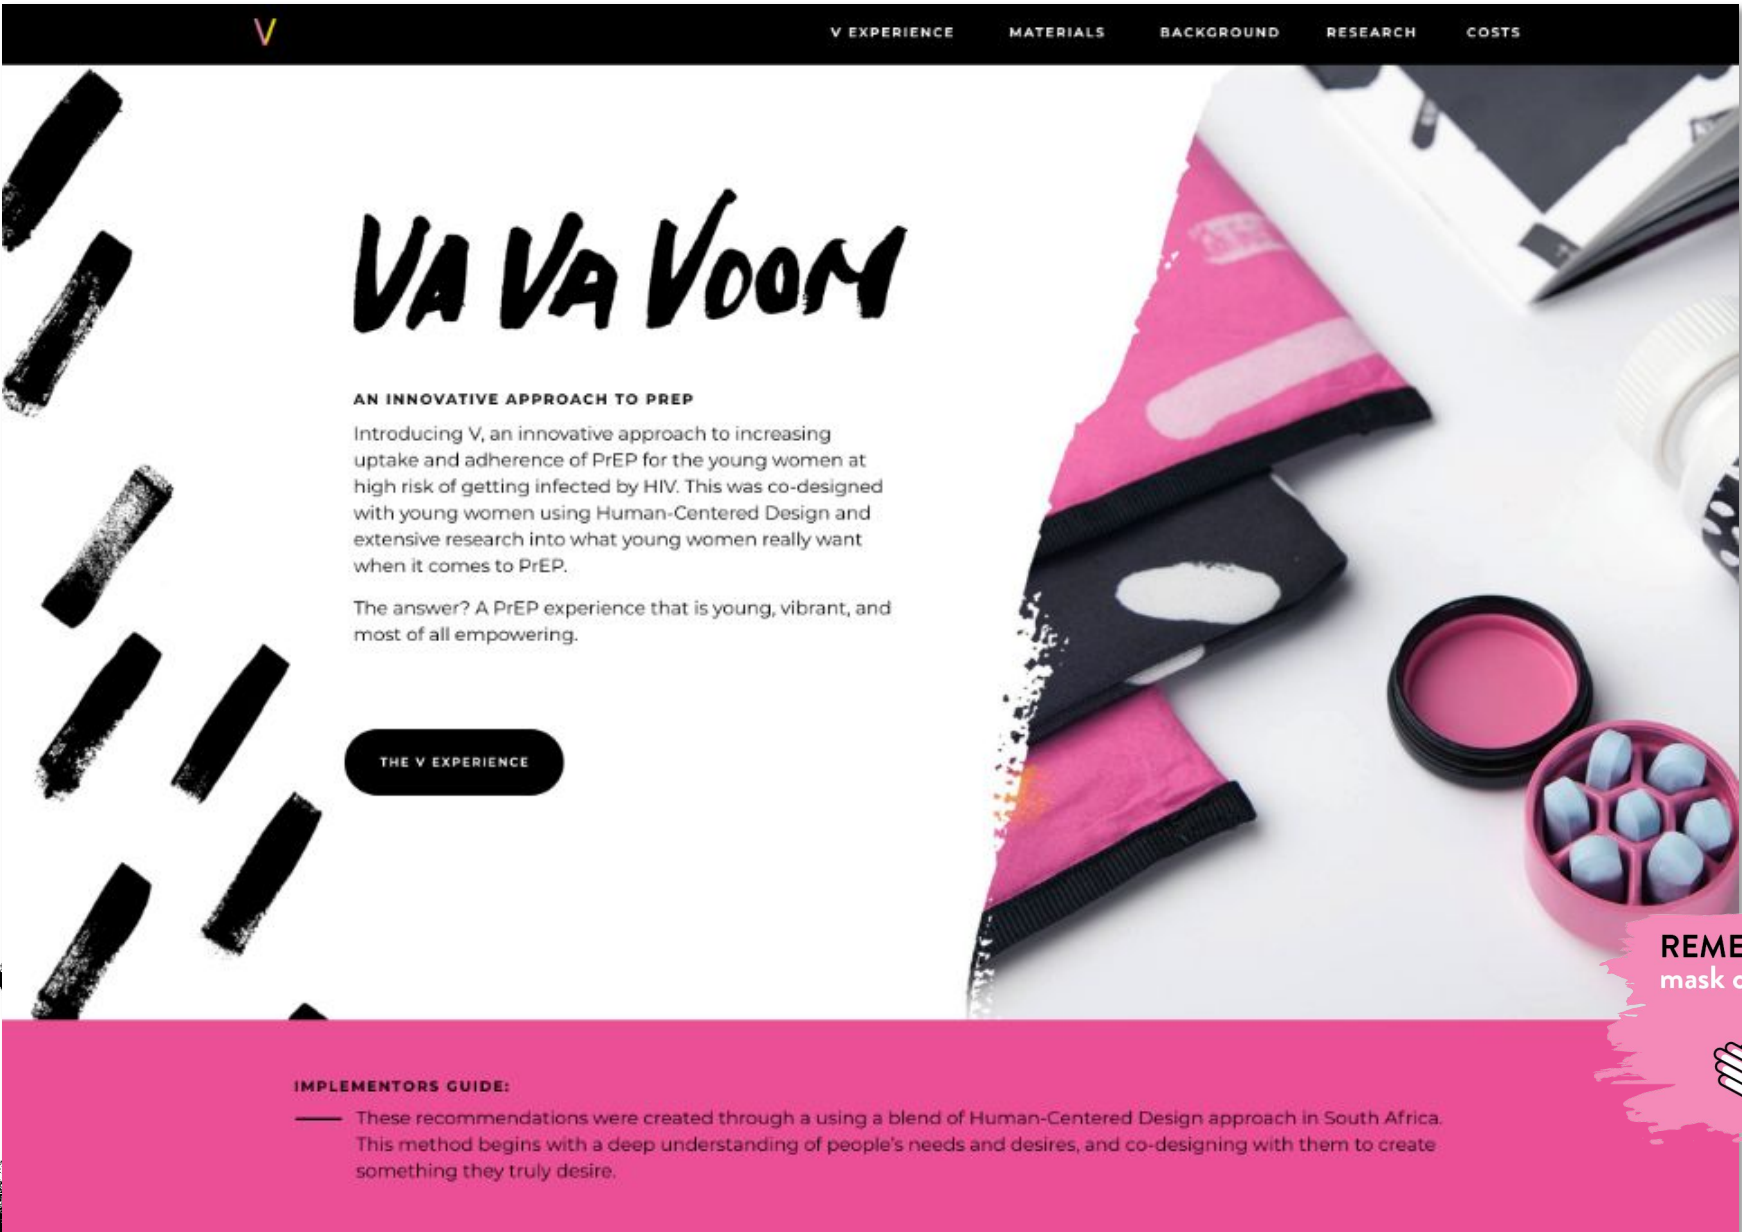 V
V EXPERIENCE MATERIALS BACKGROUND RESEARCH COSTS
VA VA VOOM
AN INNOVATIVE APPROACH TO PREP
Introducing V, an innovative approach to increasing
uptake and adherence of PrEP for the young women at
high risk of getting infected by HIV. This was co-designed
with young women using Human-Centered Design and
extensive research into what young women really want
when it comes to PrEP.
The answer? A PrEP experience that is young, vibrant, and
most of all empowering.
THE V EXPERIENCE
mask
IMPLEMENTORS GUIDE:
These recommendations were created through a using a blend of Human-Centered Design approach in South Africa.
This method begins with a deep understanding of people's needs and desires, and co-designing with them to create
something they truly desire.